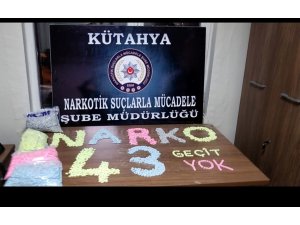 KÜTAHYA
NARKOTİK SUÇLARLA MÜCADELE
ŞUBE MÜDÜRLÜĞÜ
NARKO
43 GEÇİT
YOK